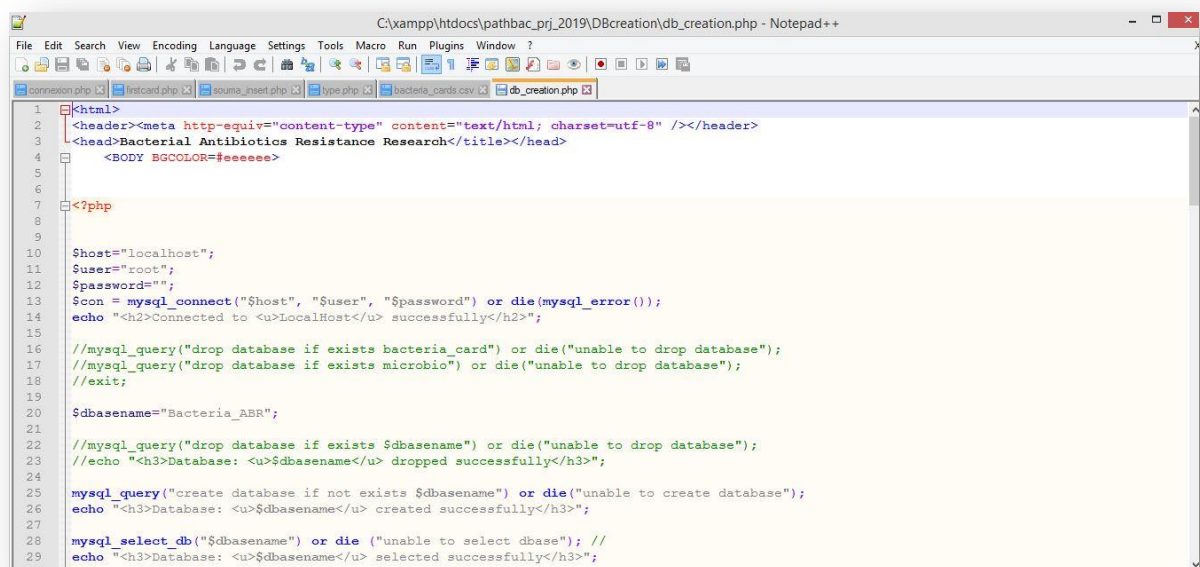 C:\xampp\htdocs\pathbac_prj_2019\DBcreation\db_creation.php - Notepad++
File Edit Search View Encoding Language Settings Tools Macro Run Plugins Window ?
connexion.php firstcard.php souma_insert.php type.php bacteria_cards.csv db_creation.php
1 <html>
2 <header><meta http-equiv="content-type" content="text/html; charset=utf-8" /></header>
3 <head>Bacterial Antibiotics Resistance Research</title></head>
4 <BODY BGCOLOR=#eeeeee>
5
6
7 <?php
8
9
10 $host="localhost";
11 $user="root";
12 $password="";
13 $con = mysql_connect("$host", "$user", "$password") or die(mysql_error());
14 echo "<h2>Connected to <u>LocalHost</u> successfully</h2>";
15
16 //mysql_query("drop database if exists bacteria_card") or die("unable to drop database");
17 //mysql_query("drop database if exists microbio") or die("unable to drop database");
18 //exit;
19
20 $dbasename="Bacteria_ABR";
21
22 //mysql_query("drop database if exists $dbasename") or die("unable to drop database");
23 //echo "<h3>Database: <u>$dbasename</u> dropped successfully</h3>";
24
25 mysql_query("create database if not exists $dbasename") or die("unable to create database");
26 echo "<h3>Database: <u>$dbasename</u> created successfully</h3>";
27
28 mysql_select_db("$dbasename") or die ("unable to select dbase"); //
29 echo "<h3>Database: <u>$dbasename</u> selected successfully</h3>";